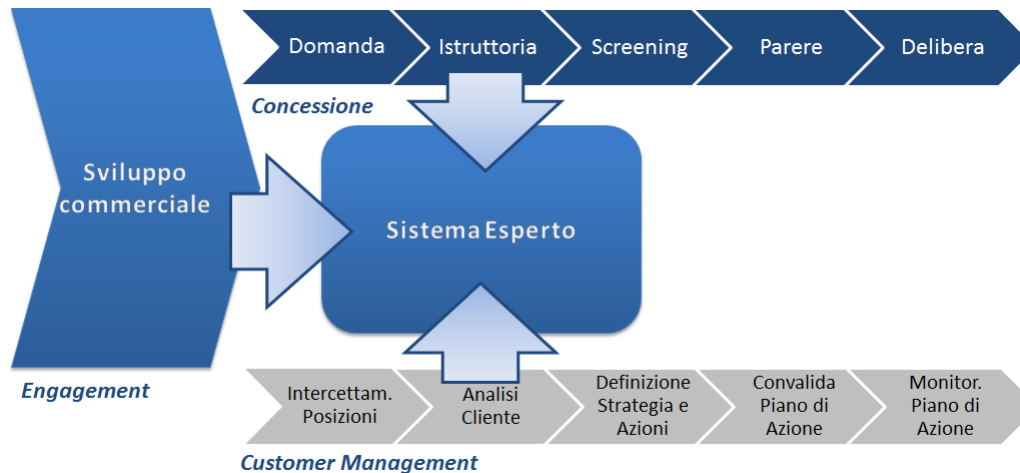 Domanda
Istruttoria
Screening
Parere
Delibera
Concessione
Sviluppo
commerciale
Sistema Esperto
Engagement
Intercettam.
Posizioni
Analisi
Cliente
Definizione
Strategia e
Azioni
Convalida
Piano di
Azione
Monitor.
Piano di
Azione
Customer Management